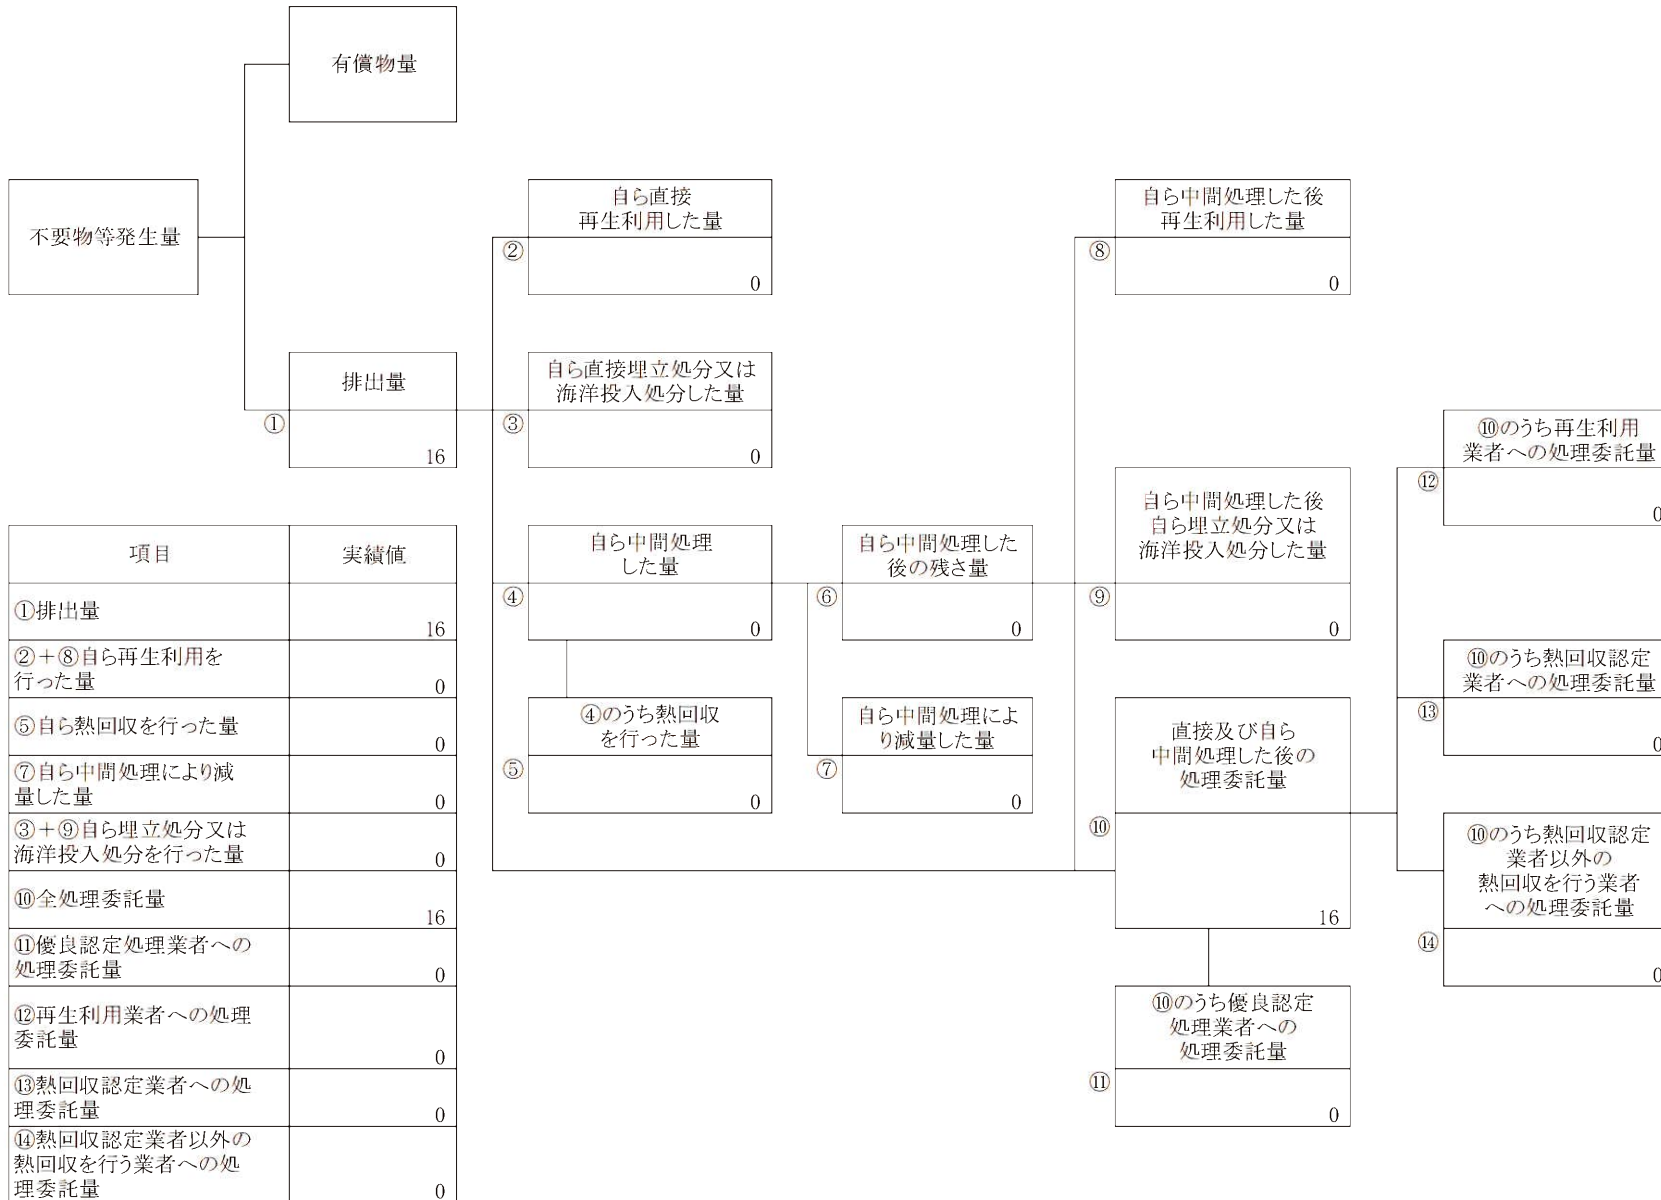 有償物量
不要物等発生量
自ら直接
再生利用した量
②
0
自ら中間処理した後
再生利用した量
⑧
0
排出量
①
16
自ら直接埋立処分又は
海洋投入処分した量
③
0
⑩のうち再生利用
業者への処理委託量
⑫
0
自ら中間処理した後
自ら埋立処分又は
海洋投入処分した量
⑨
0
自ら中間処理
した量
④
0
自ら中間処理した
後の残さ量
⑥
0
④のうち熱回収
を行った量
⑤
0
自ら中間処理によ
り減量した量
⑦
0
直接及び自ら
中間処理した後の
処理委託量
⑩
16
⑩のうち熱回収認定
業者への処理委託量
⑬
0
⑩のうち熱回収認定
業者以外の
熱回収を行う業者
への処理委託量
⑭
0
⑩のうち優良認定
処理業者への
処理委託量
⑪
0
項目 実績値
①排出量
16
②＋⑧自ら再生利用を
行った量
0
⑤自ら熱回収を行った量
0
⑦自ら中間処理により減
量した量
0
③＋⑨自ら埋立処分又は
海洋投入処分を行った量
0
⑩全処理委託量
16
⑪優良認定処理業者への
処理委託量
0
⑫再生利用業者への処理
委託量
0
⑬熱回収認定業者への処
理委託量
0
⑭熱回収認定業者以外の
熱回収を行う業者への処
理委託量
0